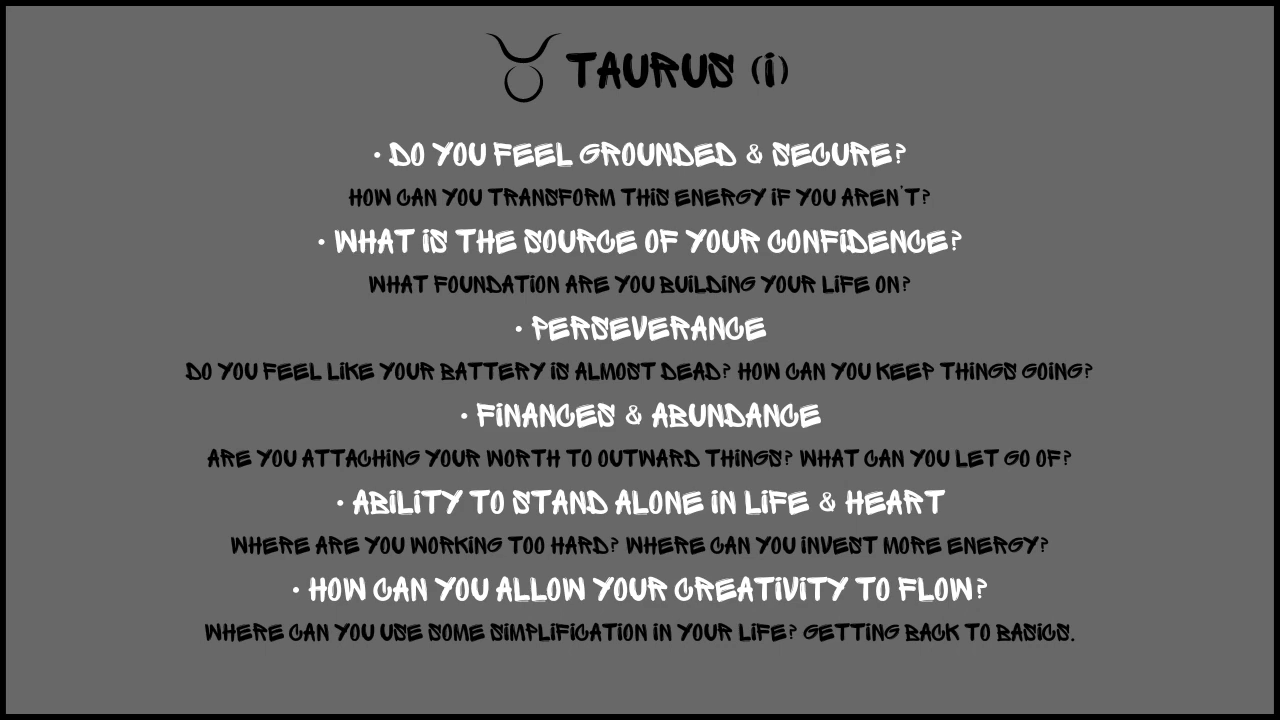 TAURUS (i)
• DO YOU FEEL GROUNDED & SECURE?
HOW CAN YOU TRANSFORM THiS ENERGY iF YOU AREN'T?
• WHAT iS THE SOURCE OF YOUR CONFiDENCE?
WHAT FOUNDATiON ARE YOU BUiLDiNG YOUR LiFE ON?
• PERSEVERANCE
DO YOU FEEL LiKE YOUR BATTERY iS ALMOST DEAD? HOW CAN YOU KEEP THiNGS GOiNG?
• FiNANCES & ABUNDANCE
ARE YOU ATTACHiNG YOUR WORTH TO OUTWARD THiNGS? WHAT CAN YOU LET GO OF?
• ABiLiTY TO STAND ALONE iN LiFE & HEART
WHERE ARE YOU WORKiNG TOO HARD? WHERE CAN YOU iNVEST MORE ENERGY?
• HOW CAN YOU ALLOW YOUR CREATiViTY TO FLOW?
WHERE CAN YOU USE SOME SiMPLiFiCATiON iN YOUR LiFE? GETTiNG BACK TO BASiCS.